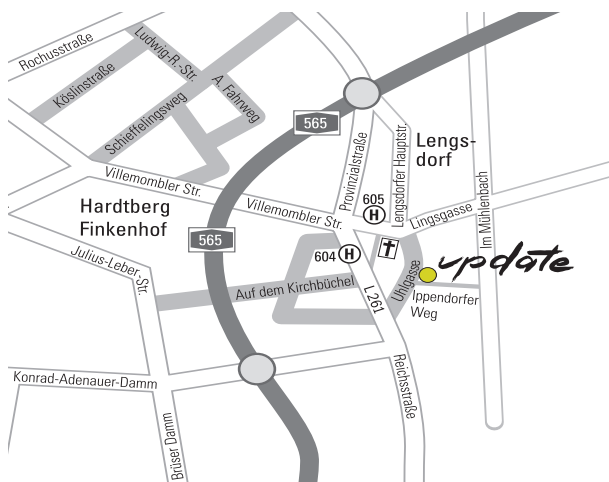 Rochusstraße
Ludwig-R.-Str.
Köslinstraße
A. Fahrweg
Schieffelingsweg
565
Provinzialstraße
Lengsdorfer Hauptstr.
Lengs-
dorf
Villemombler Str.
Villemombler Str.
605
H
Lingsgasse
Im Mühlenbach
Hardtberg
Finkenhof
565
604 H
update
Julius-Leber-Str.
Auf dem Kirchbüchel
Uhlgasse
L 261
Ippendorfer
Weg
Reichsstraße
Konrad-Adenauer-Damm
Brüser Damm